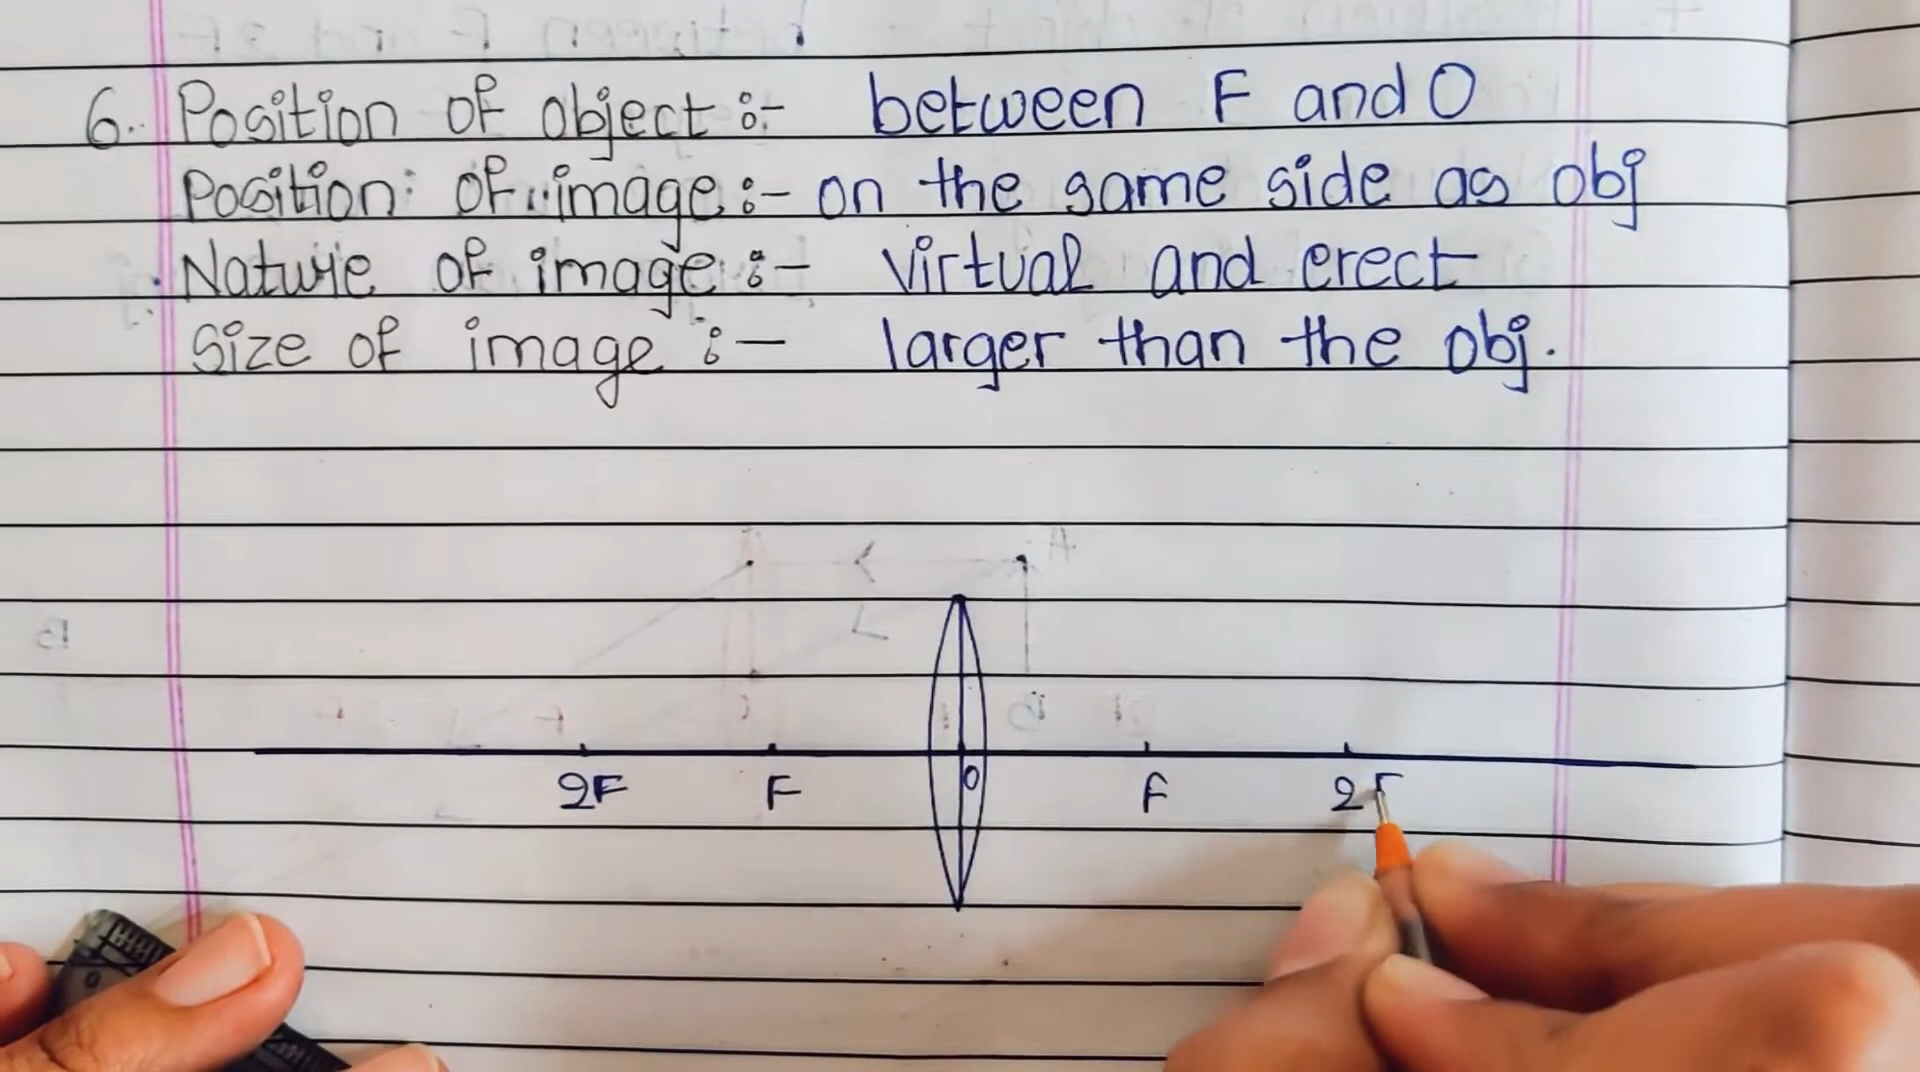 6. Position of object :- between F and O
Position of image :- on the same side as obj
Nature of image :- virtual and erect
Size of image :- larger than the obj.
A
B
2F F O F 2F
0